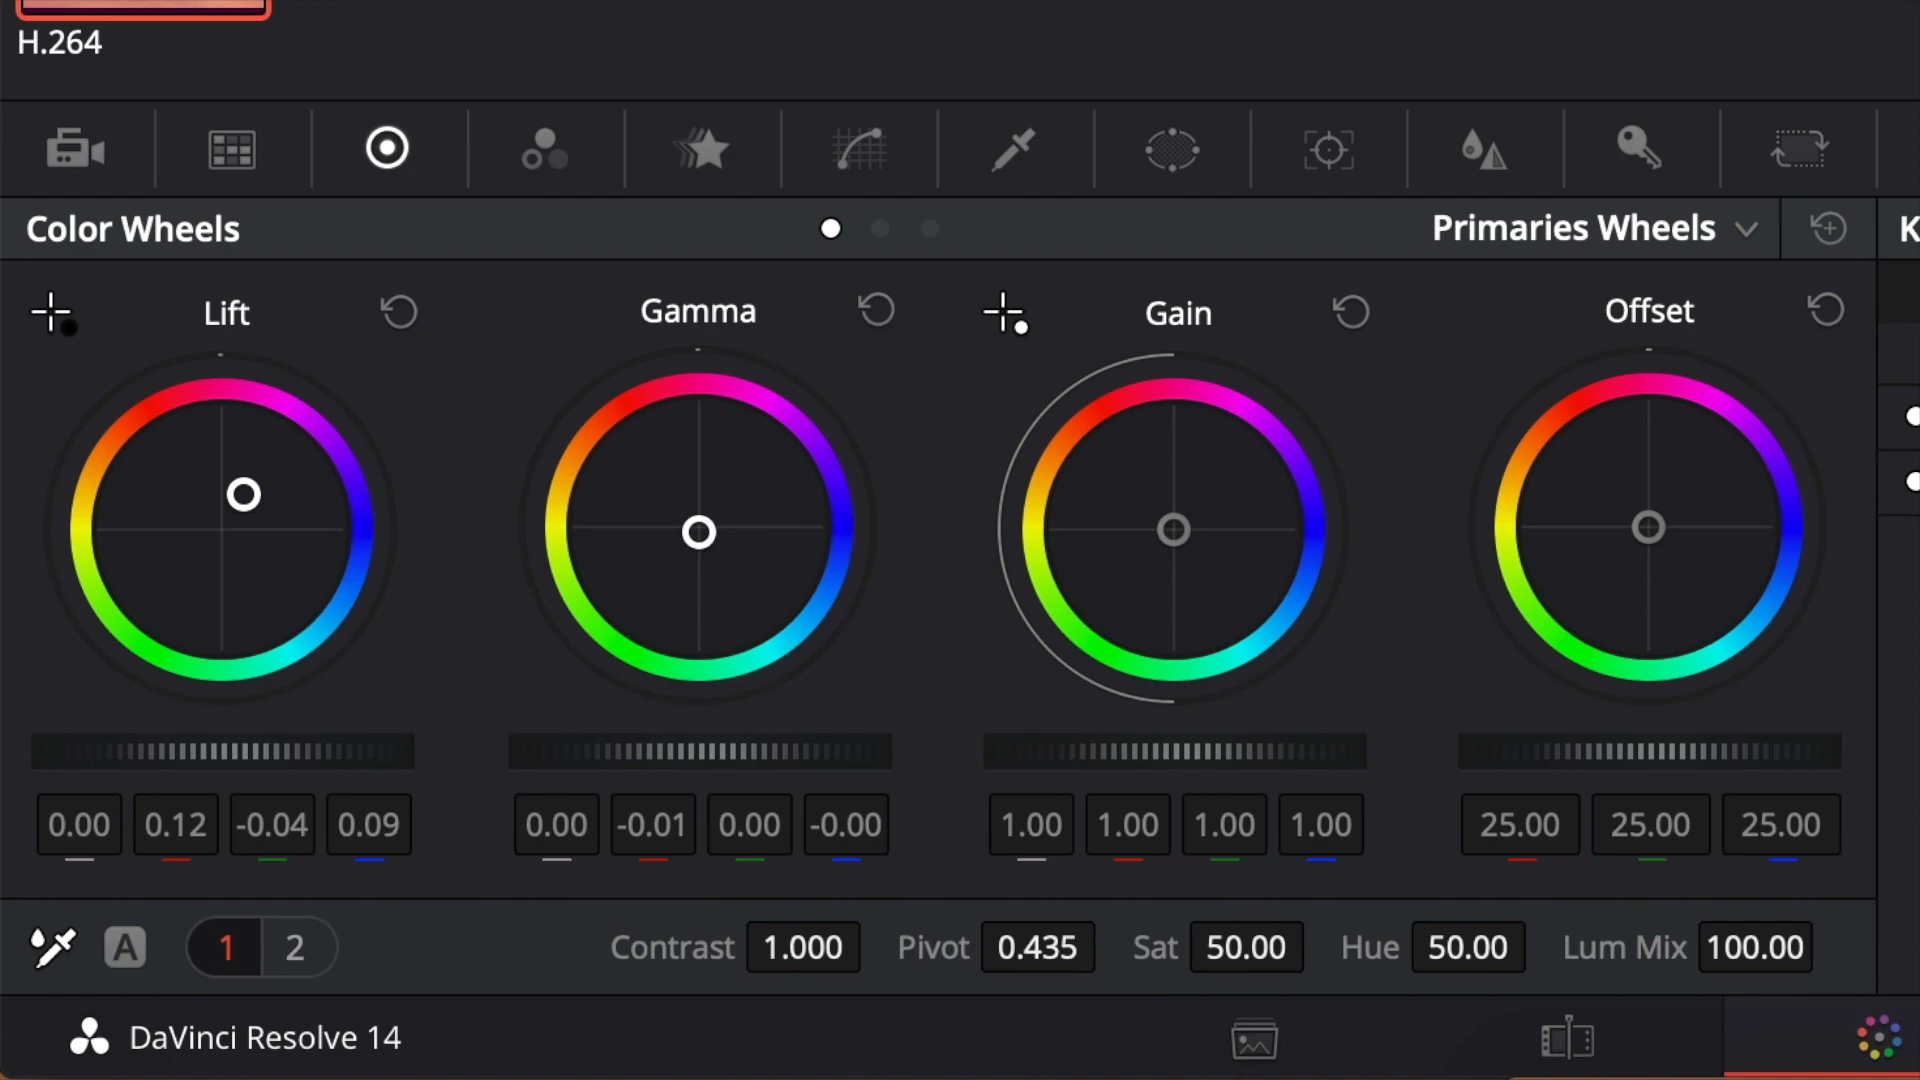 H.264
Color Wheels
Primaries Wheels
K
Lift
Gamma
Gain
Offset
0.00 0.12 -0.04 0.09
0.00 -0.01 0.00 -0.00
1.00 1.00 1.00 1.00
25.00 25.00 25.00
A 1 2 Contrast 1.000 Pivot 0.435 Sat 50.00 Hue 50.00 Lum Mix 100.00
DaVinci Resolve 14